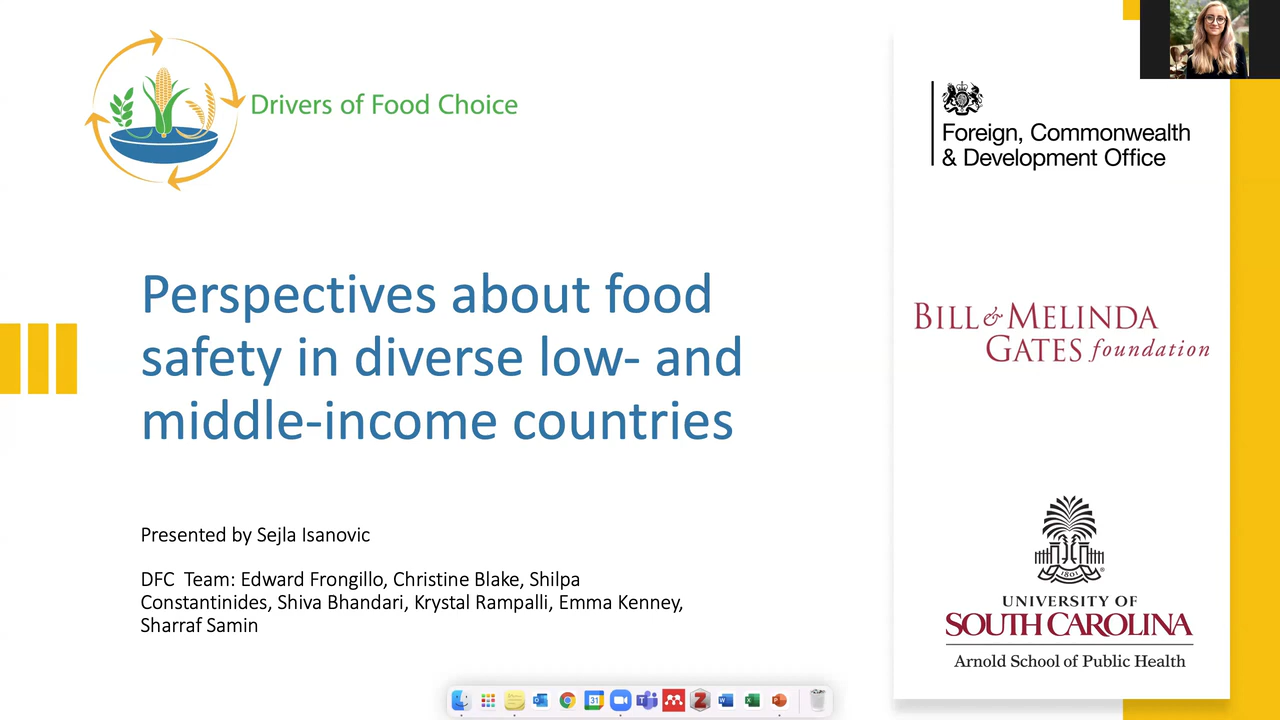 Drivers of Food Choice
Foreign, Commonwealth
& Development Office
Perspectives about food
safety in diverse low- and
middle-income countries
BILL & MELINDA
GATES foundation
Presented by Sejla Isanovic
DFC Team: Edward Frongillo, Christine Blake, Shilpa
Constantinides, Shiva Bhandari, Krystal Rampalli, Emma Kenney,
Sharraf Samin
1801
UNIVERSITY OF
SOUTH CAROLINA
Arnold School of Public Health
31